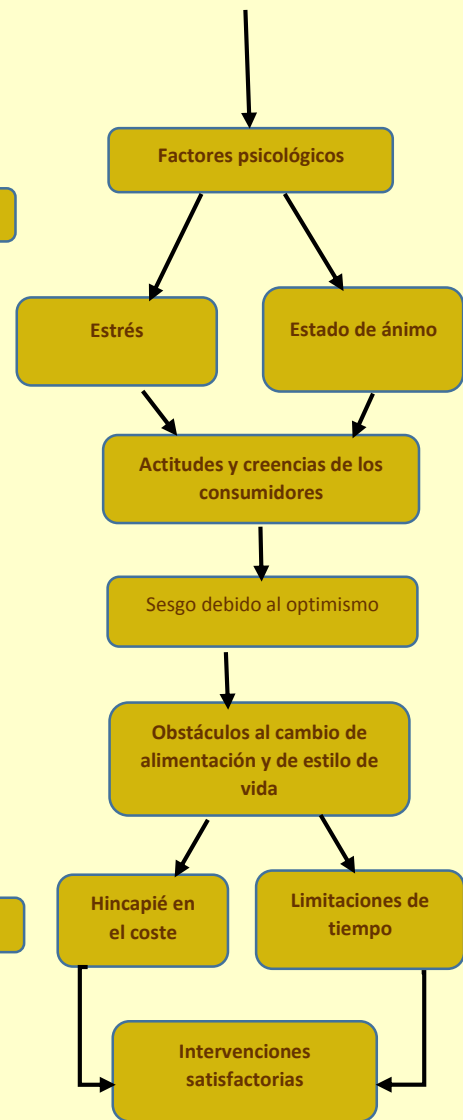 Factores psicológicos
Estrés
Estado de ánimo
Actitudes y creencias de los
consumidores
Sesgo debido al optimismo
Obstáculos al cambio de
alimentación y de estilo de
vida
Hincapié en
el coste
Limitaciones de
tiempo
Intervenciones
satisfactorias